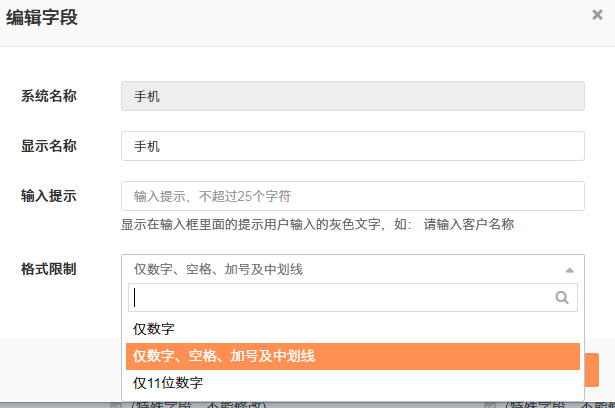 编辑字段
×
系统名称 手机
显示名称 手机
输入提示 输入提示，不超过25个字符
显示在输入框里面的提示用户输入的灰色文字，如： 请输入客户名称
格式限制 仅数字、空格、加号及中划线
仅数字
仅数字、空格、加号及中划线
仅11位数字
(特殊字段，不能修改) (特殊字段，不能修